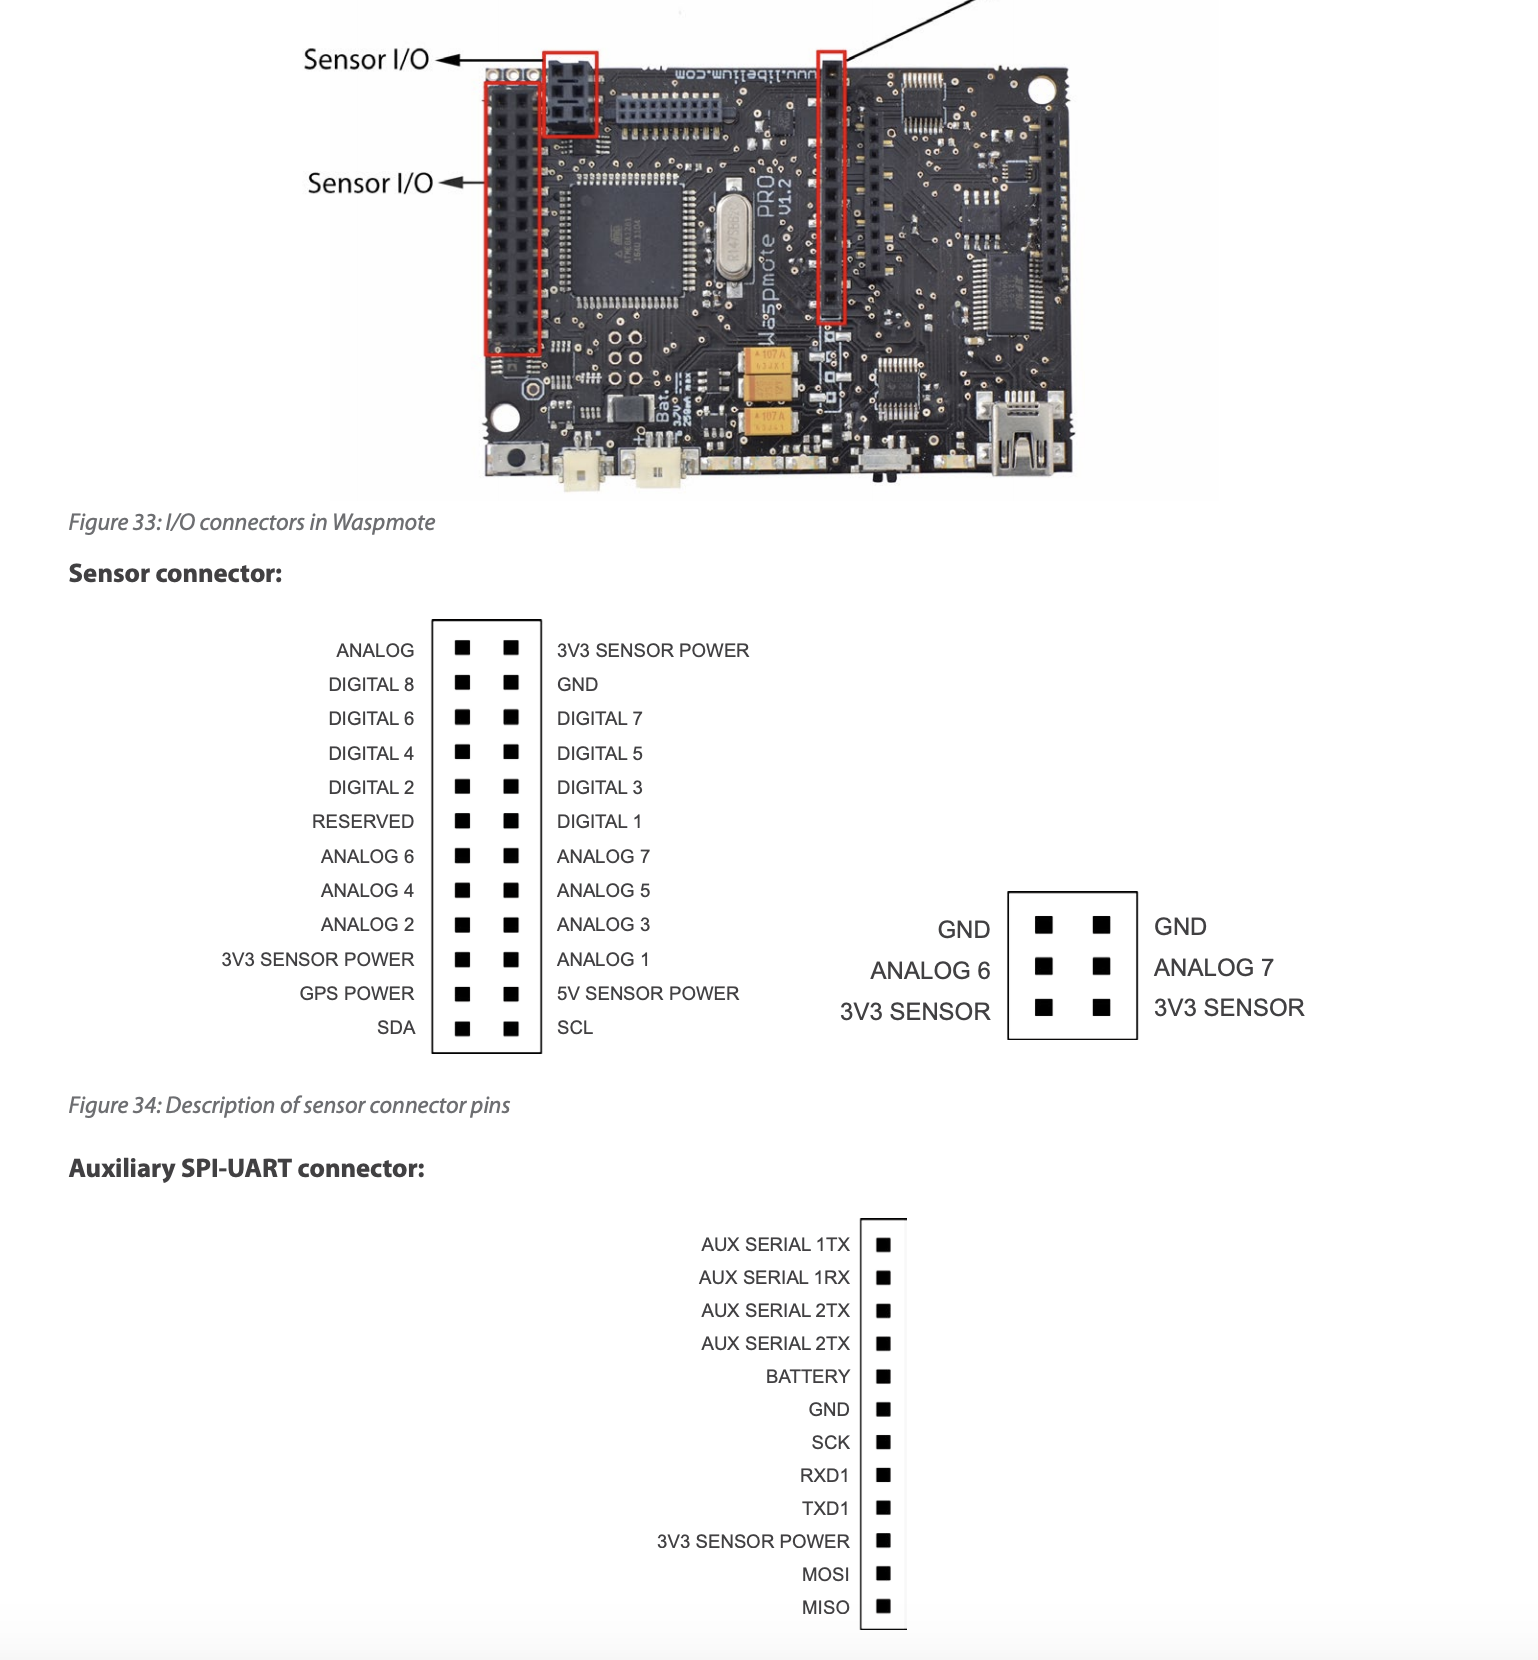 Sensor I/O
Sensor I/O
www.libelium.com
Waspmote PRO
V1.2
Bat.
3.7V
107A
107A
Figure 33: I/O connectors in Waspmote
Sensor connector:
ANALOG 3V3 SENSOR POWER
DIGITAL 8 GND
DIGITAL 6 DIGITAL 7
DIGITAL 4 DIGITAL 5
DIGITAL 2 DIGITAL 3
RESERVED DIGITAL 1
ANALOG 6 ANALOG 7
ANALOG 4 ANALOG 5
ANALOG 2 ANALOG 3
3V3 SENSOR POWER ANALOG 1
GPS POWER 5V SENSOR POWER
SDA SCL
GND GND
ANALOG 6 ANALOG 7
3V3 SENSOR 3V3 SENSOR
Figure 34: Description of sensor connector pins
Auxiliary SPI-UART connector:
AUX SERIAL 1TX
AUX SERIAL 1RX
AUX SERIAL 2TX
AUX SERIAL 2TX
BATTERY
GND
SCK
RXD1
TXD1
3V3 SENSOR POWER
MOSI
MISO